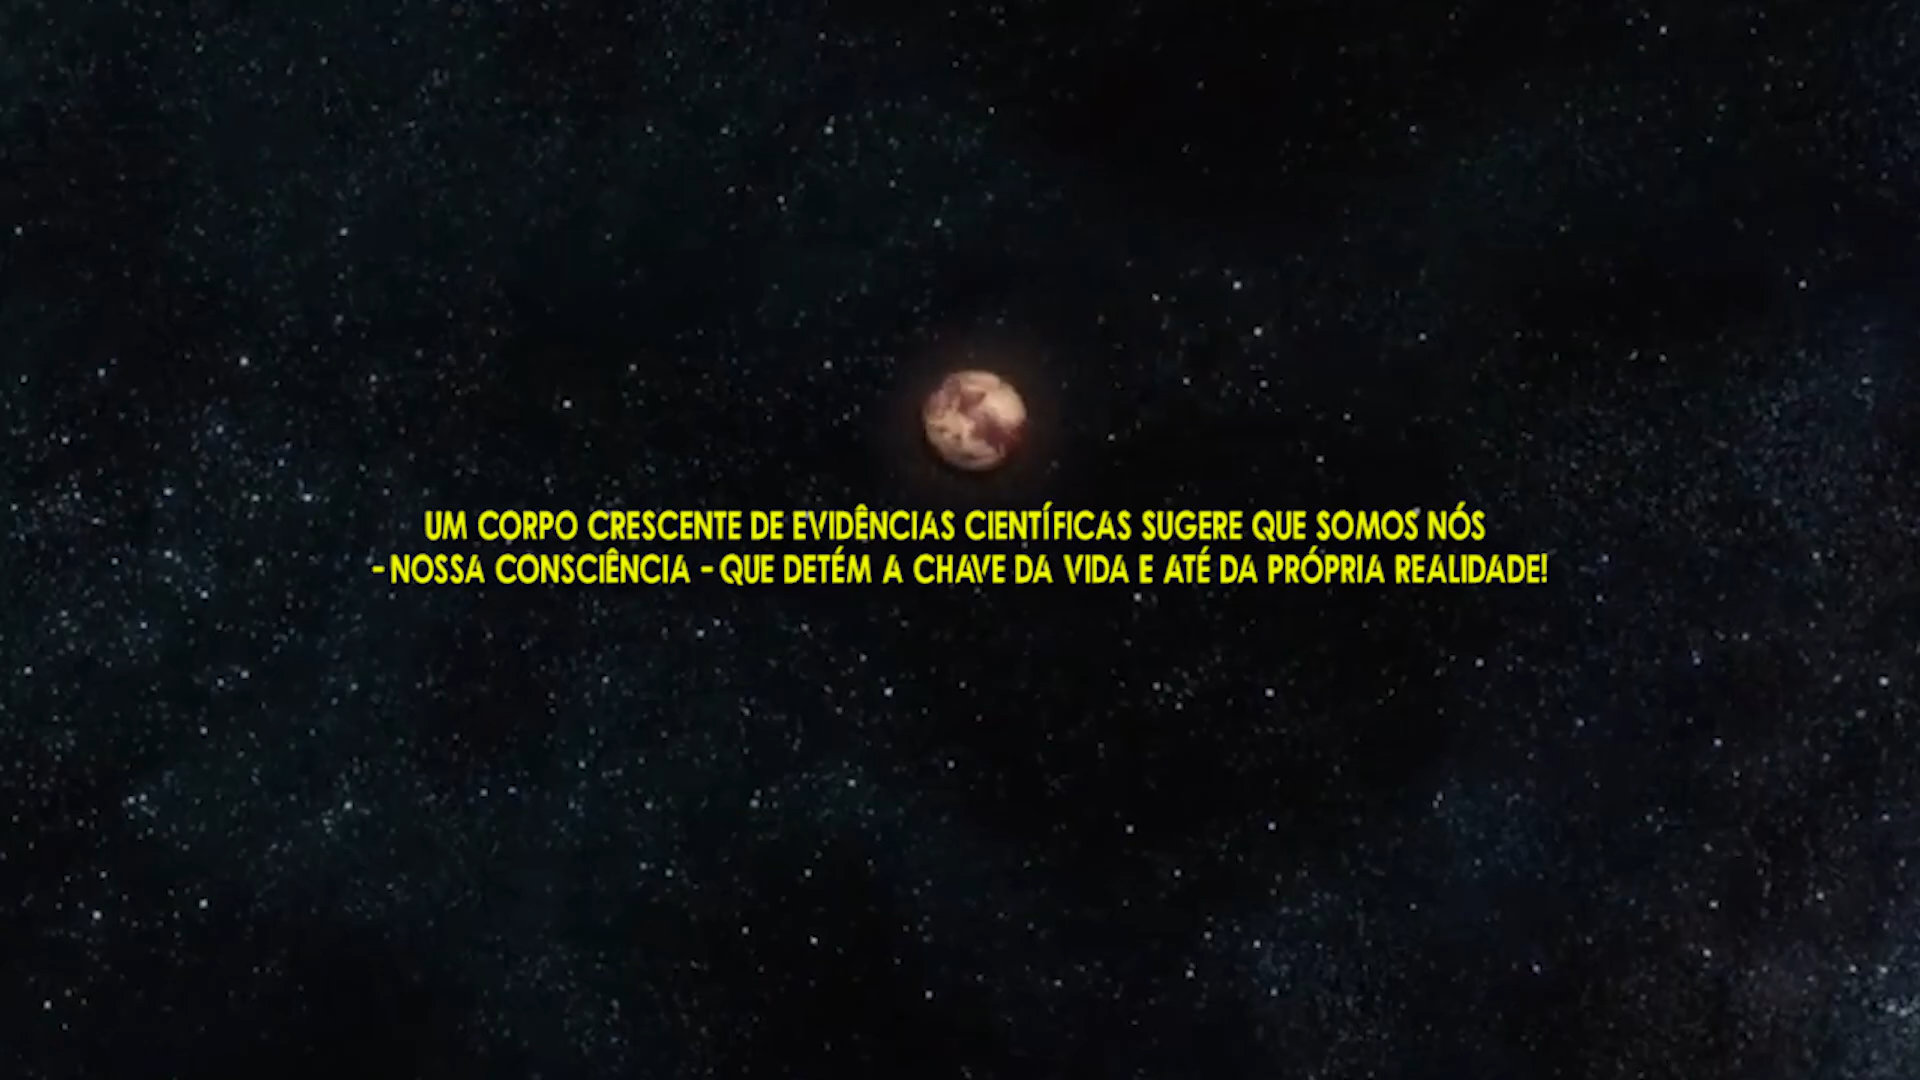 UM CORPO CRESCENTE DE EVIDÊNCIAS CIENTÍFICAS SUGERE QUE SOMOS NÓS
- NOSSA CONSCIÊNCIA - QUE DETÉM A CHAVE DA VIDA E ATÉ DA PRÓPRIA REALIDADE!